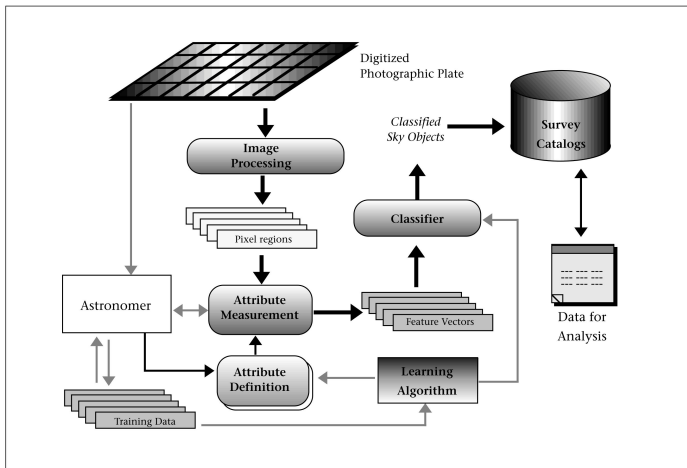 Digitized
Photographic Plate
Image
Processing
Classified
Sky Objects
Survey
Catalogs
Pixel regions
Classifier
Astronomer
Attribute
Measurement
Feature Vectors
Data for
Analysis
Attribute
Definition
Learning
Algorithm
Training Data